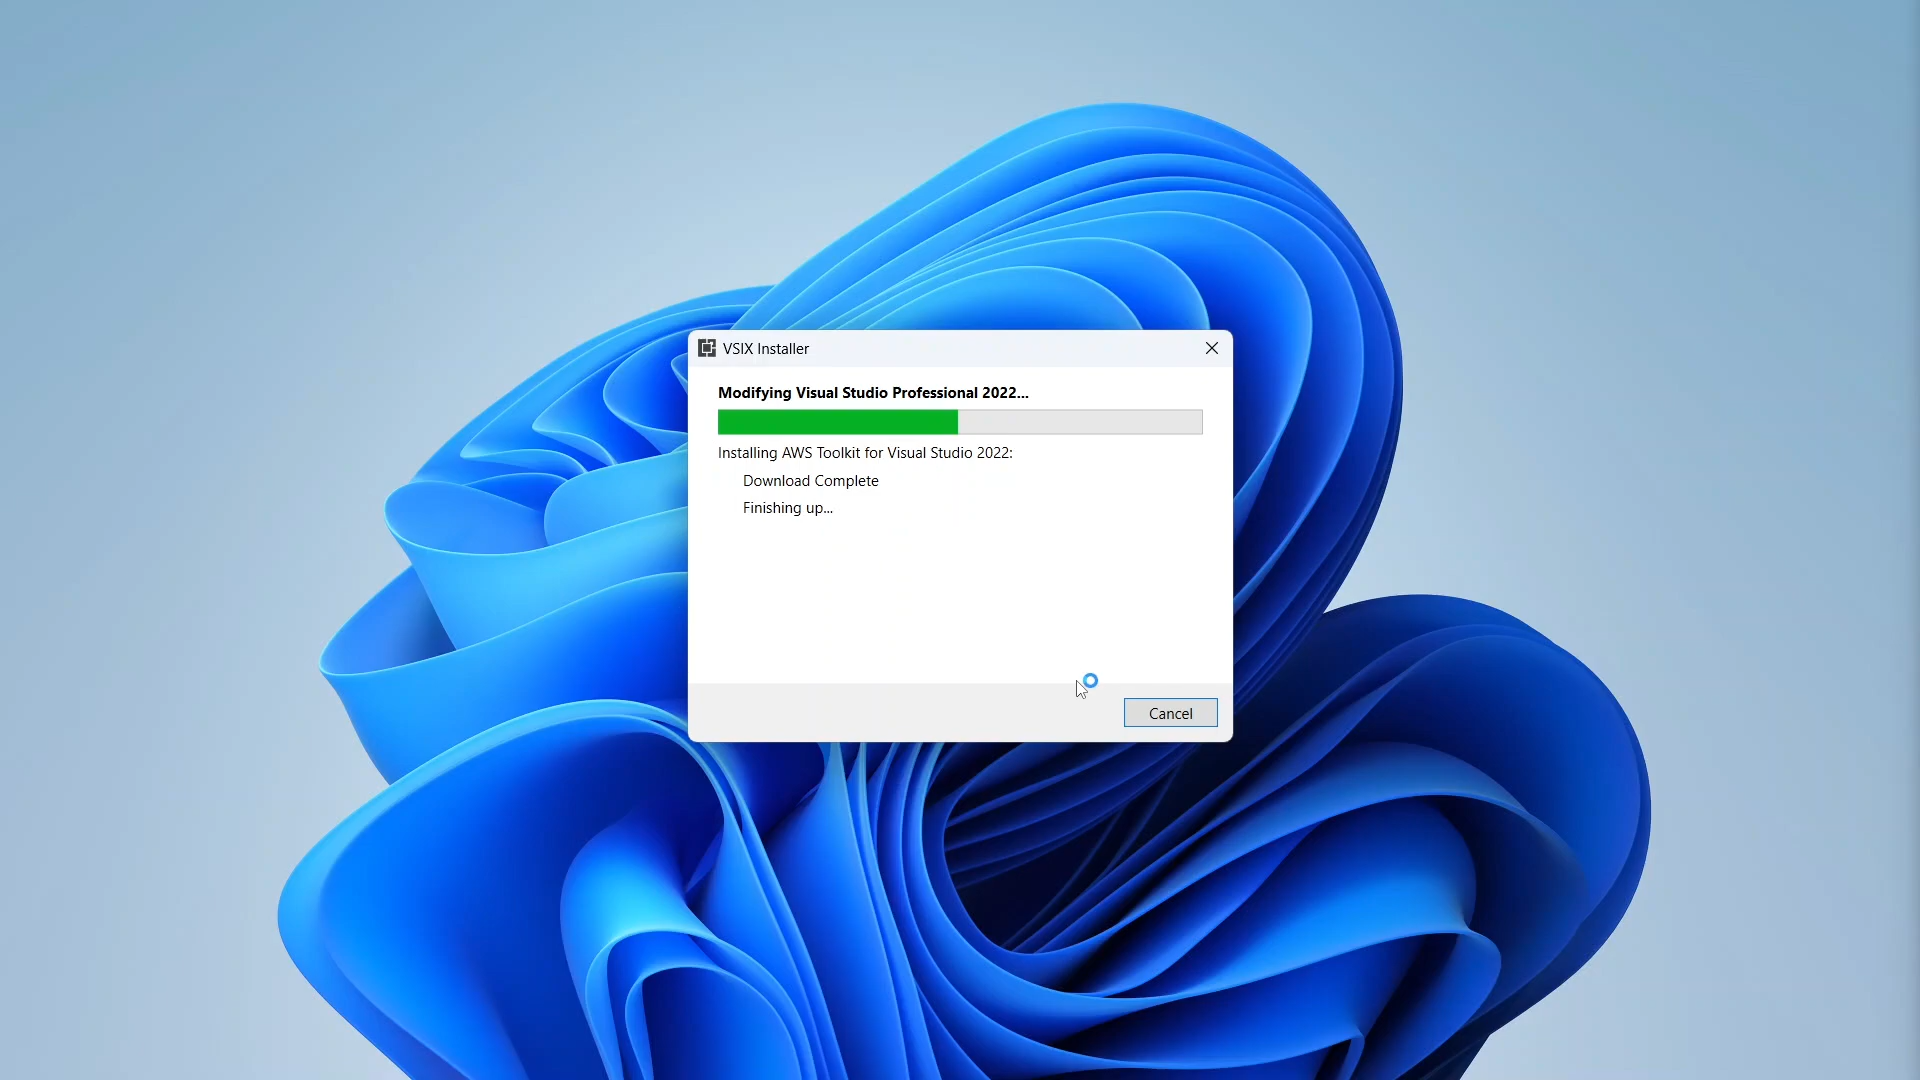 VSIX Installer
Modifying Visual Studio Professional 2022...
Installing AWS Toolkit for Visual Studio 2022:
Download Complete
Finishing up...
Cancel